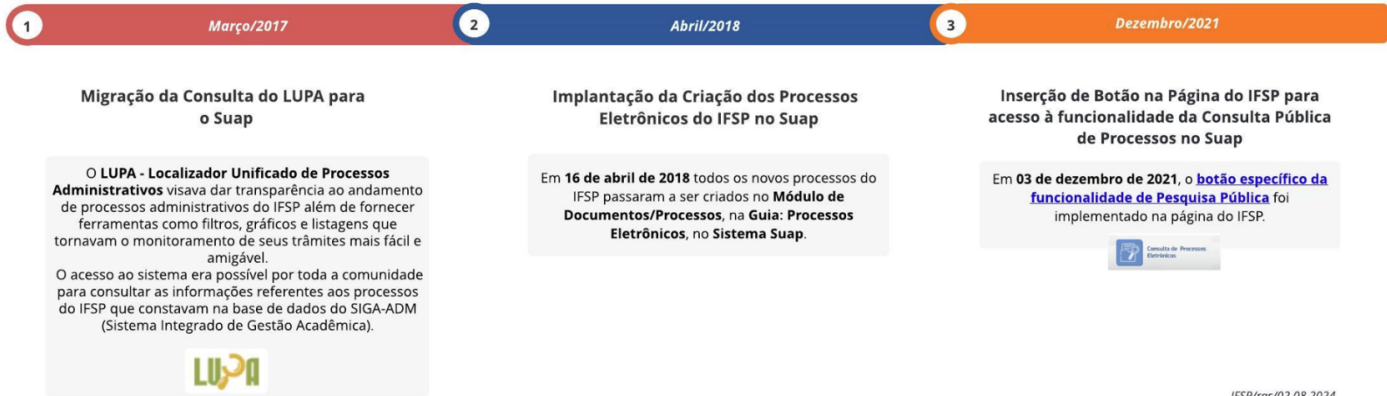 1
Março/2017
2
Abril/2018
3
Dezembro/2021
Migração da Consulta do LUPA para
o Suap
O LUPA - Localizador Unificado de Processos
Administrativos visava dar transparência ao andamento
de processos administrativos do IFSP além de fornecer
ferramentas como filtros, gráficos e listagens que
tornavam o monitoramento de seus trâmites mais fácil e
amigável.
O acesso ao sistema era possível por toda a comunidade
para consultar as informações referentes aos processos
do IFSP que constavam na base de dados do SIGA-ADM
(Sistema Integrado de Gestão Acadêmica).
LUPA
Implantação da Criação dos Processos
Eletrônicos do IFSP no Suap
Em 16 de abril de 2018 todos os novos processos do
IFSP passaram a ser criados no Módulo de
Documentos/Processos, na Guia: Processos
Eletrônicos, no Sistema Suap.
Inserção de Botão na Página do IFSP para
acesso à funcionalidade da Consulta Pública
de Processos no Suap
Em 03 de dezembro de 2021, o botão específico da
funcionalidade de Pesquisa Pública foi
implementado na página do IFSP.
Consulta de Processos
Eletrônicos